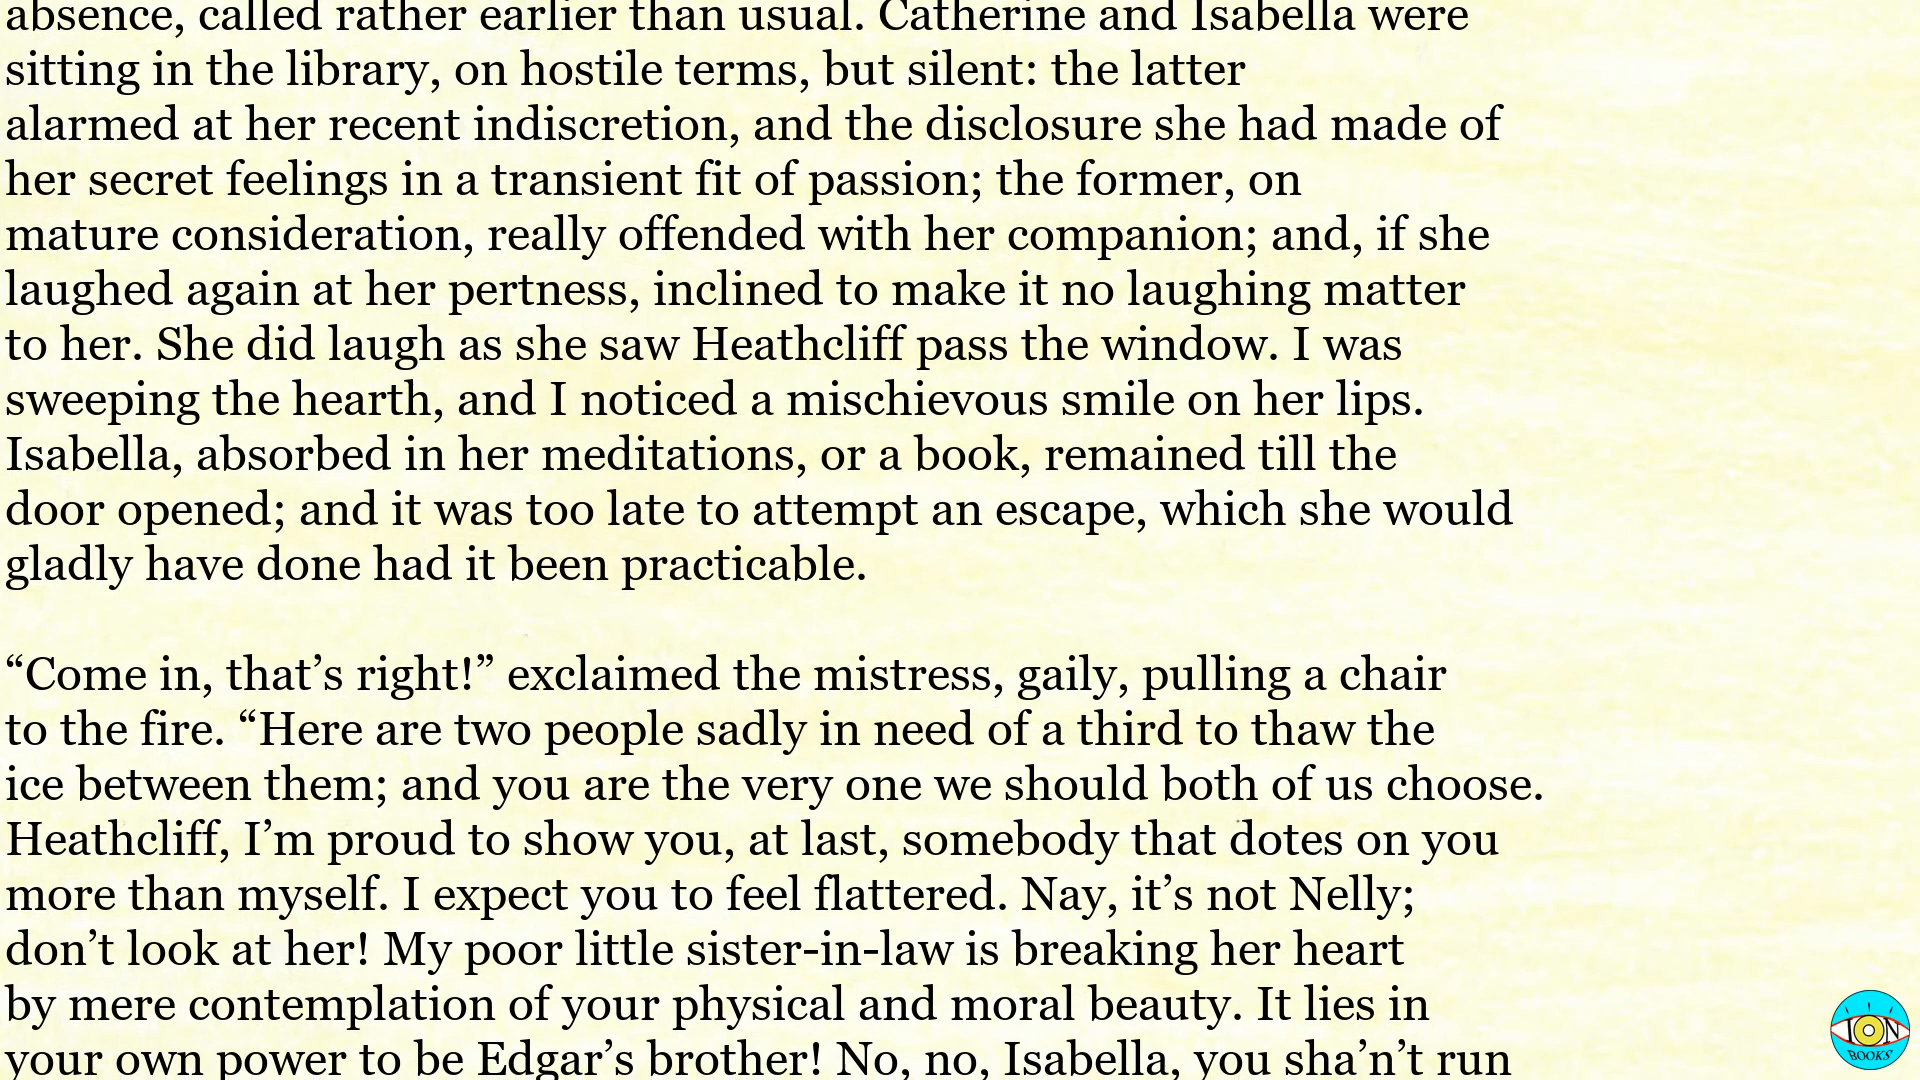 absence, called rather earlier than usual. Catherine and Isabella were
sitting in the library, on hostile terms, but silent: the latter
alarmed at her recent indiscretion, and the disclosure she had made of
her secret feelings in a transient fit of passion; the former, on
mature consideration, really offended with her companion; and, if she
laughed again at her pertness, inclined to make it no laughing matter
to her. She did laugh as she saw Heathcliff pass the window. I was
sweeping the hearth, and I noticed a mischievous smile on her lips.
Isabella, absorbed in her meditations, or a book, remained till the
door opened; and it was too late to attempt an escape, which she would
gladly have done had it been practicable.

“Come in, that’s right!” exclaimed the mistress, gaily, pulling a chair
to the fire. “Here are two people sadly in need of a third to thaw the
ice between them; and you are the very one we should both of us choose.
Heathcliff, I’m proud to show you, at last, somebody that dotes on you
more than myself. I expect you to feel flattered. Nay, it’s not Nelly;
don’t look at her! My poor little sister-in-law is breaking her heart
by mere contemplation of your physical and moral beauty. It lies in
your own power to be Edgar’s brother! No, no, Isabella, you sha’n’t run
ION
BOOKS